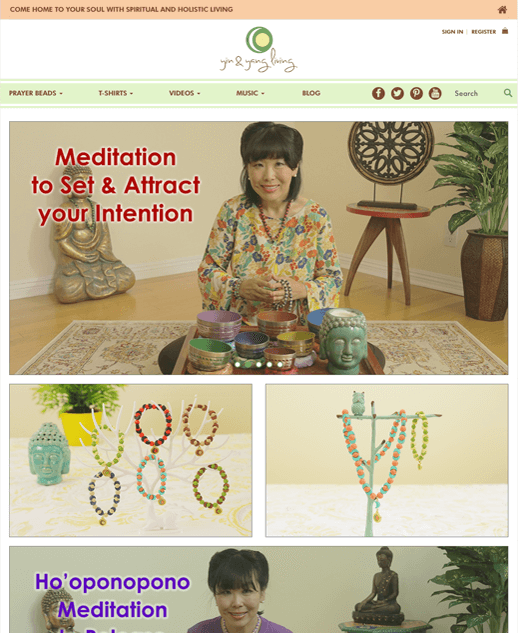 COME HOME TO YOUR SOUL WITH SPIRITUAL AND HOLISTIC LIVING
SIGN IN | REGISTER
yin & yang living
PRAYER BEADS
T-SHIRTS
VIDEOS
MUSIC
BLOG
Search
Meditation
to Set & Attract
your Intention
Ho'oponopono
Meditation